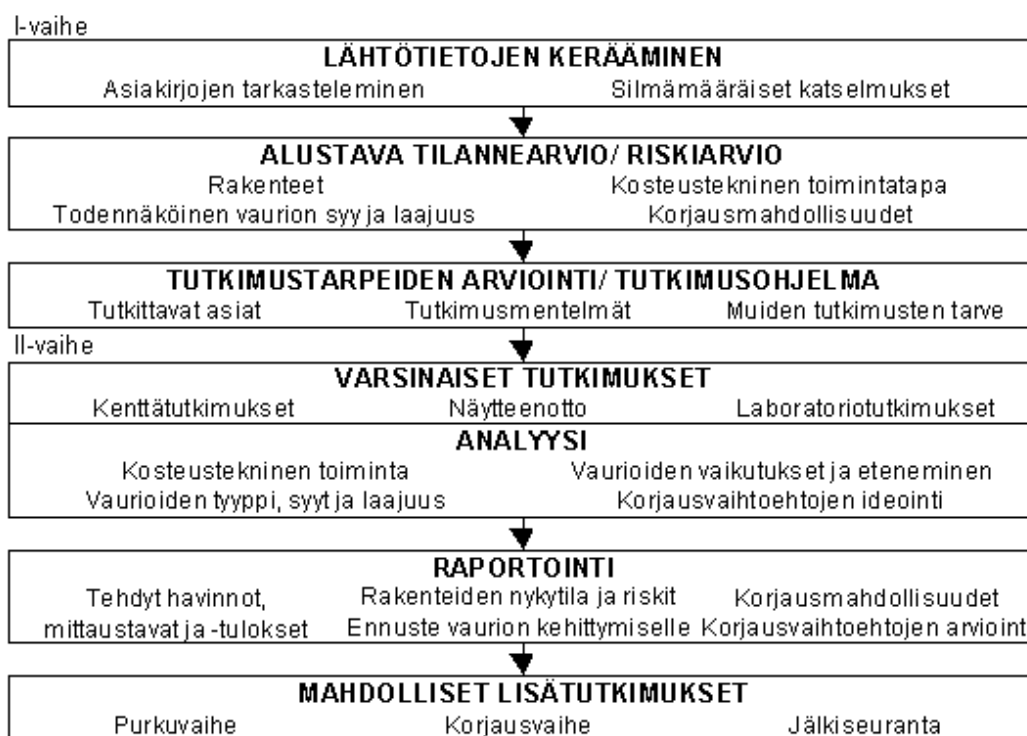 I-vaihe
LÄHTÖTIETOJEN KERÄÄMINEN
Asiakirjojen tarkasteleminen Silmämääräiset katselmukset
ALUSTAVA TILANNEARVIO/ RISKIARVIO
Rakenteet Kosteustekninen toimintatapa
Todennäköinen vaurion syy ja laajuus Korjausmahdollisuudet
TUTKIMUSTARPEIDEN ARVIOINTI/ TUTKIMUSOHJELMA
Tutkittavat asiat Tutkimusmentelmät Muiden tutkimusten tarve
II-vaihe
VARSINAISET TUTKIMUKSET
Kenttätutkimukset Näytteenotto Laboratoriotutkimukset
ANALYYSI
Kosteustekninen toiminta Vaurioiden vaikutukset ja eteneminen
Vaurioiden tyyppi, syyt ja laajuus Korjausvaihtoehtojen ideointi
RAPORTOINTI
Tehdyt havinnot, Rakenteiden nykytila ja riskit Korjausmahdollisuudet
mittaustavat ja -tulokset Ennuste vaurion kehittymiselle Korjausvaihtoehtojen arvioint
MAHDOLLISET LISÄTUTKIMUKSET
Purkuvaihe Korjausvaihe Jälkiseuranta